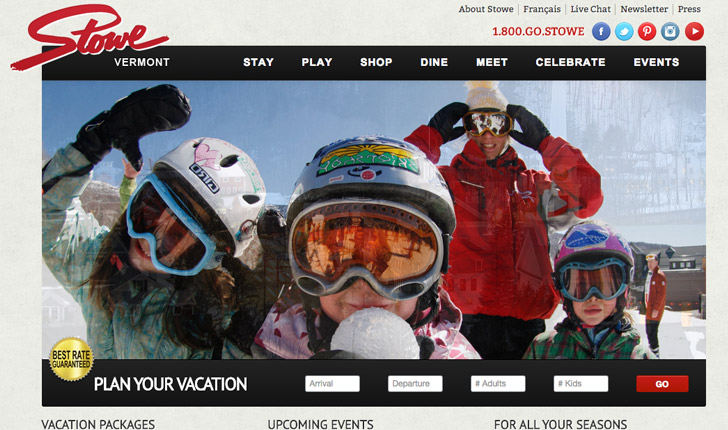 About Stowe | Français | Live Chat | Newsletter | Press
Stowe
1.800.GO.STOWE
VERMONT
STAY PLAY SHOP DINE MEET CELEBRATE EVENTS
BEST RATE
GUARANTEED
PLAN YOUR VACATION
Arrival
Departure
# Adults
# Kids
GO
VACATION PACKAGES
UPCOMING EVENTS
FOR ALL YOUR SEASONS